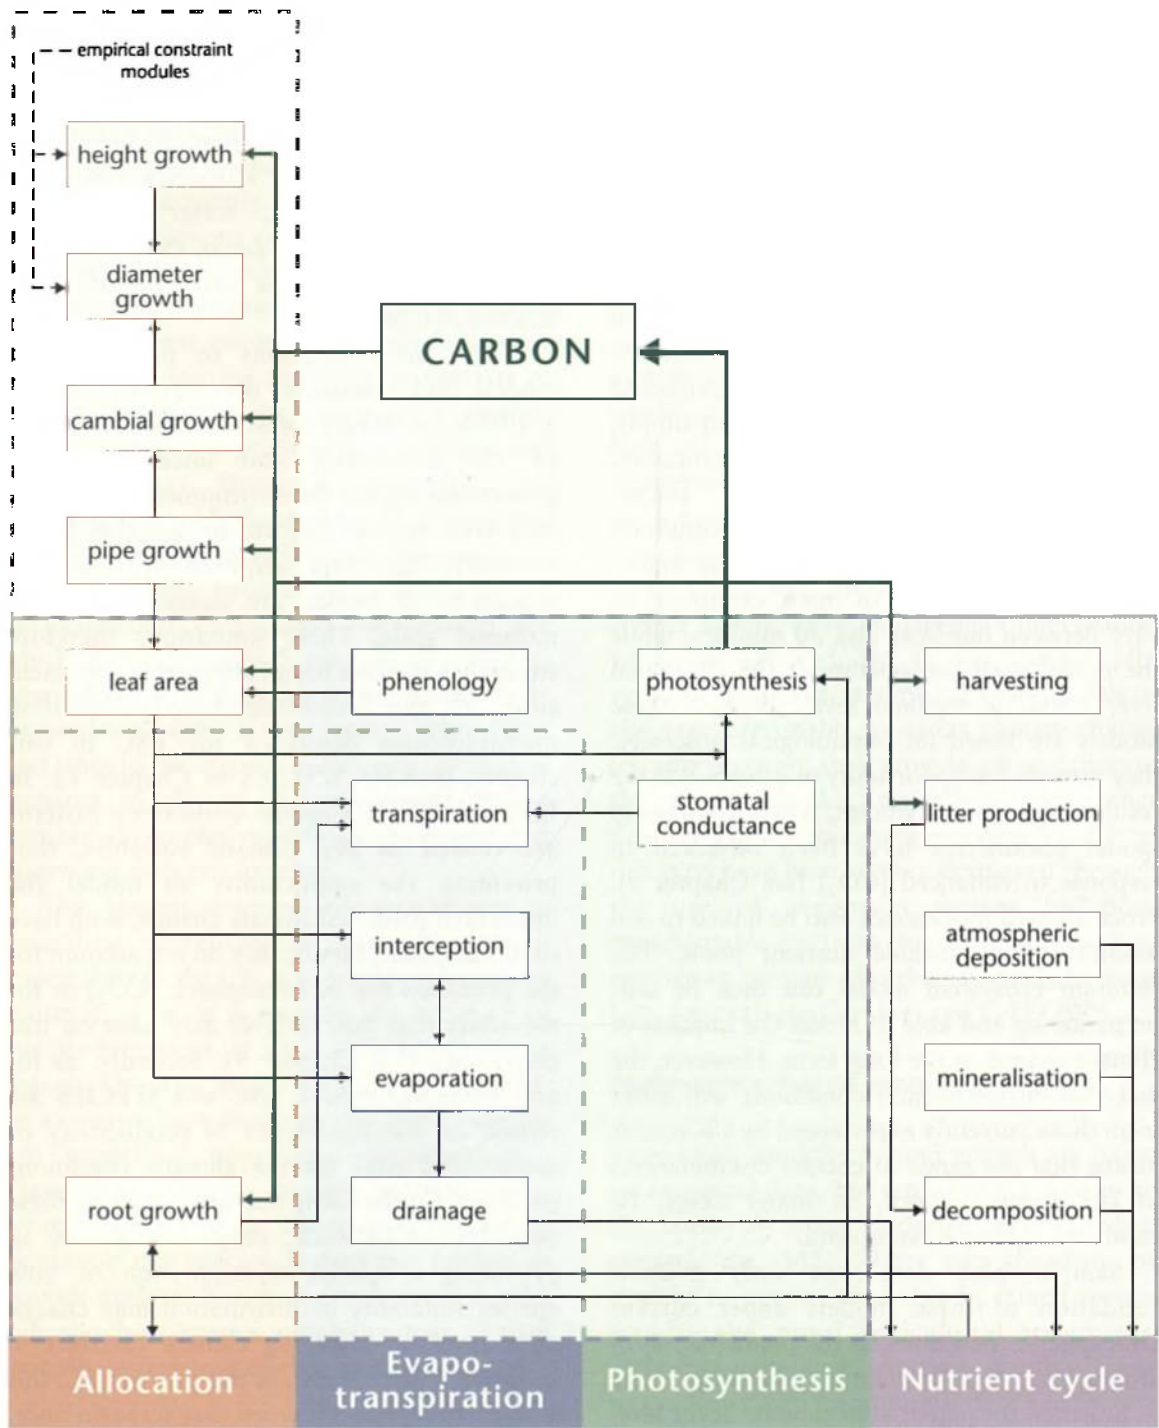 empirical constraint
modules
height growth
diameter
growth
CARBON
cambial growth
pipe growth
leaf area
phenology
photosynthesis
harvesting
transpiration
stomatal
conductance
litter production
interception
atmospheric
deposition
evaporation
mineralisation
root growth
drainage
decomposition
Allocation
Evapo-
transpiration
Photosynthesis
Nutrient cycle